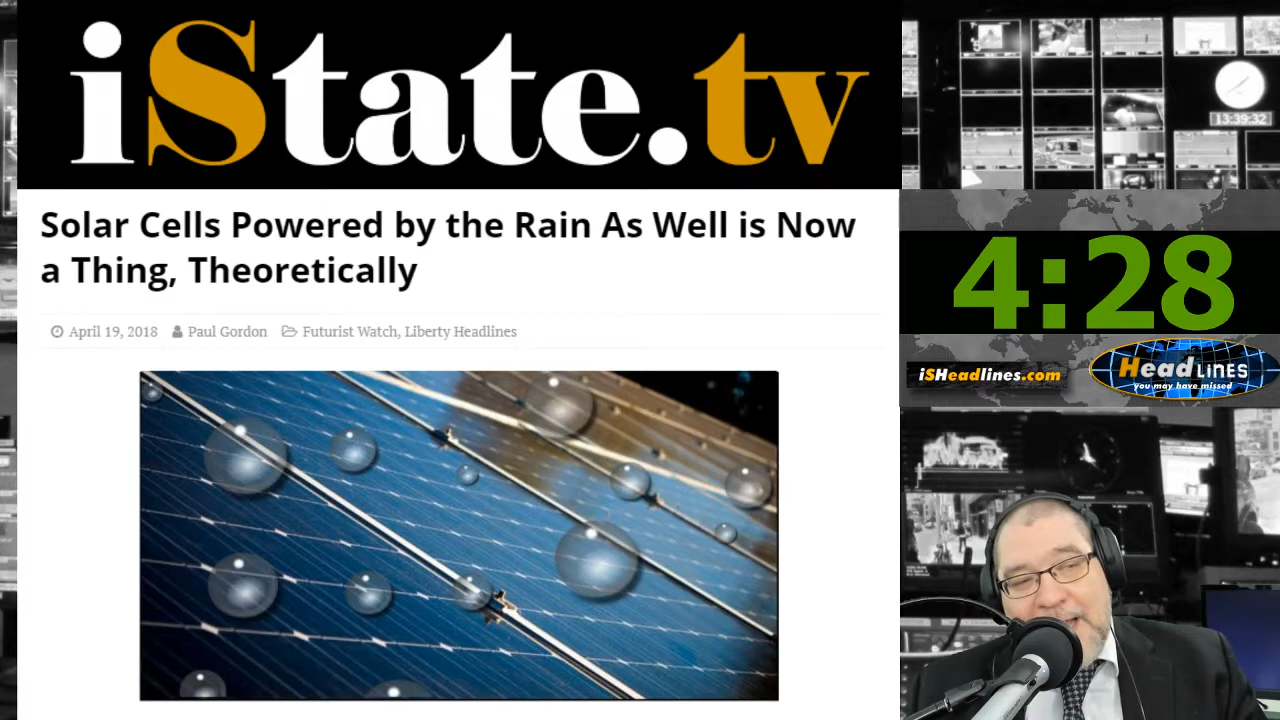 iState.tv
13:39:32
Solar Cells Powered by the Rain As Well is Now
a Thing, Theoretically
April 19, 2018 Paul Gordon Futurist Watch, Liberty Headlines
4:28
iSHeadlines.com
HeadLINES
you may have missed